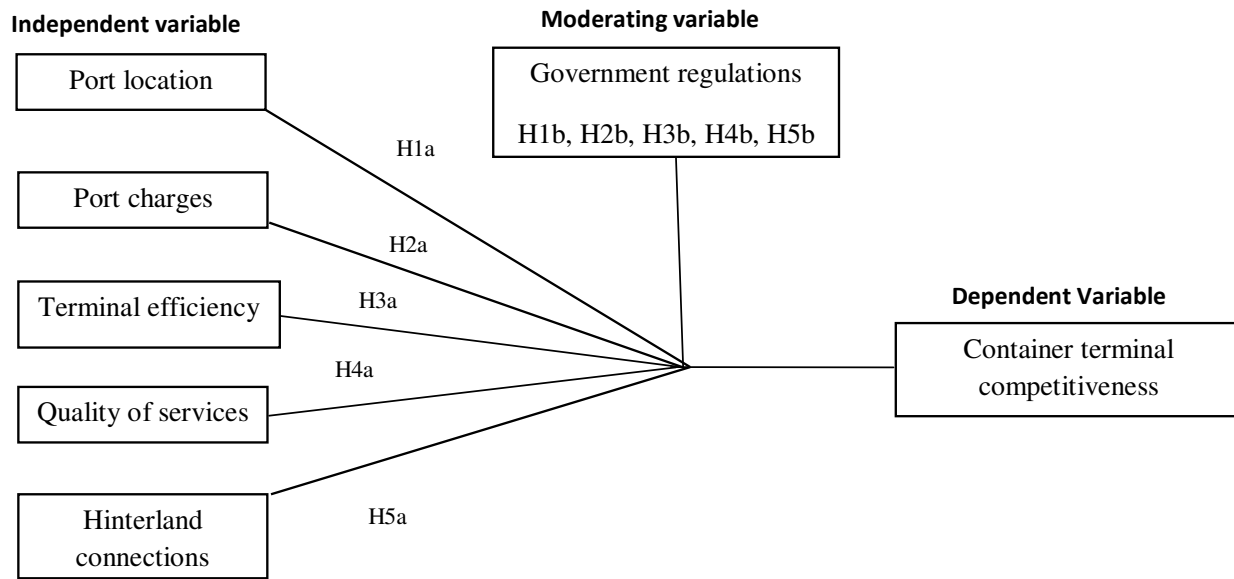 Independent variable
Port location
Port charges
Terminal efficiency
Quality of services
Hinterland
connections
H1a
H2a
H3a
H4a
H5a
Moderating variable
Government regulations
H1b, H2b, H3b, H4b, H5b
Dependent Variable
Container terminal
competitiveness